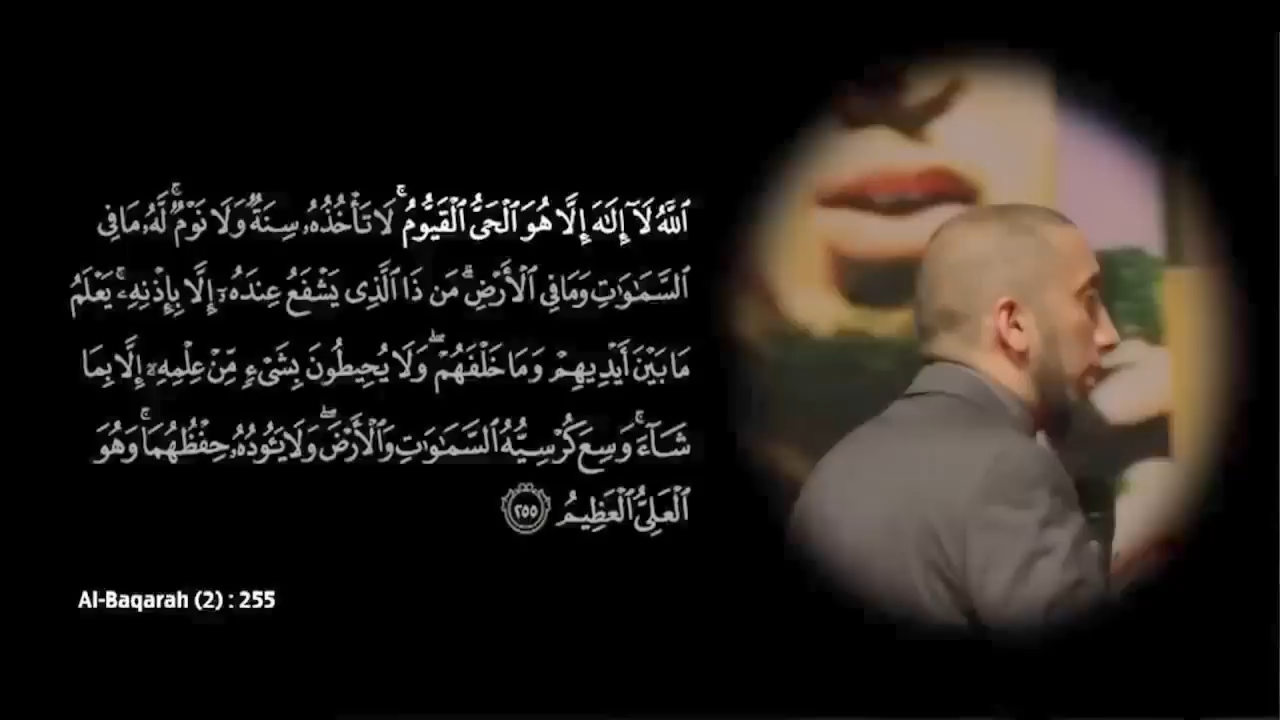 ٱللَّهُ لَآ إِلَٰهَ إِلَّا هُوَ ٱلْحَىُّ ٱلْقَيُّومُ ۚ لَا تَأْخُذُهُۥ سِنَةٌ وَلَا نَوْمٌ ۚ لَّهُۥ مَا فِى
ٱلسَّمَٰوَٰتِ وَمَا فِى ٱلْأَرْضِ ۗ مَن ذَا ٱلَّذِى يَشْفَعُ عِندَهُۥٓ إِلَّا بِإِذْنِهِۦ ۚ يَعْلَمُ
مَا بَيْنَ أَيْدِيهِمْ وَمَا خَلْفَهُمْ ۖ وَلَا يُحِيطُونَ بِشَىْءٍ مِّنْ عِلْمِهِۦٓ إِلَّا بِمَا
شَآءَ ۚ وَسِعَ كُرْسِيُّهُ ٱلسَّمَٰوَٰتِ وَٱلْأَرْضَ ۖ وَلَا يَـُٔودُهُۥ حِفْظُهُمَا ۚ وَهُوَ
ٱلْعَلِىُّ ٱلْعَظِيمُ ٢٥٥
Al-Baqarah (2) : 255